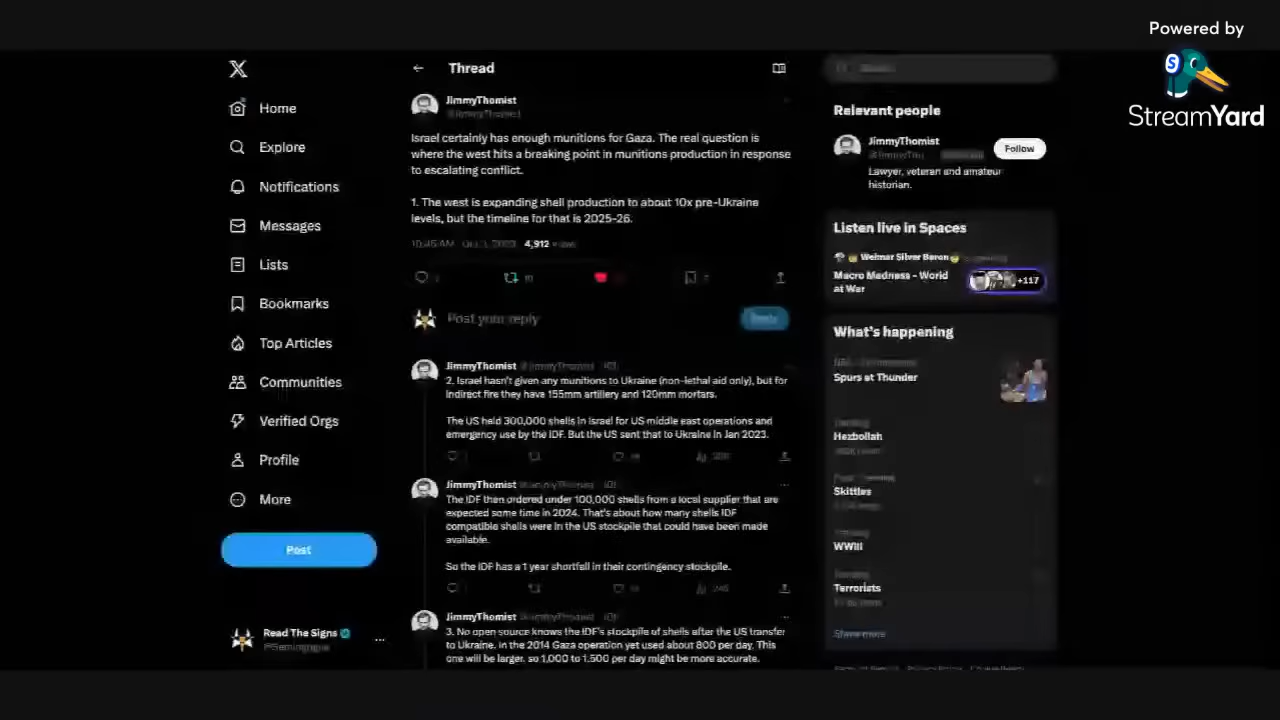 Powered by
StreamYard
Home
Explore
Notifications
Messages
Lists
Bookmarks
Top Articles
Communities
Verified Orgs
Profile
More
Post
Read The Signs
Thread
JimmyThomist
Israel certainly has enough munitions for Gaza. The real question is
where the west hits a breaking point in munitions production in response
to escalating conflict.
1. The west is expanding shell production to about 10x pre-Ukraine
levels, but the timeline for that is 2025-26.
10:45 AM
4,912 views
10
Post your reply
Reply
JimmyThomist
2. Israel hasn't given any munitions to Ukraine (non-lethal aid only), but for
indirect fire they have 155mm artillery and 120mm mortars.
The US held 300,000 shells in Israel for US middle east operations and
emergency use by the IDF. But the US sent that to Ukraine in Jan 2023.
JimmyThomist
The IDF then ordered under 100,000 shells from a local supplier that are
expected some time in 2024. That's about how many shells IDF
compatible shells were in the US stockpile that could have been made
available.
So the IDF has a 1 year shortfall in their contingency stockpile.
JimmyThomist
3. No open source knows the IDF's stockpile of shells after the US transfer
to Ukraine. In the 2014 Gaza operation yet used about 800 per day. This
one will be larger, so 1,000 to 1,500 per day might be more accurate.
Relevant people
JimmyThomist
Follow
Lawyer, veteran and amateur
historian.
Listen live in Spaces
Weimar Silver Baron
Macro Madness - World
at War
+117
What's happening
Spurs at Thunder
Trending
Hezbollah
Skittles
Trending
WWIII
Trending
Terrorists
Show more